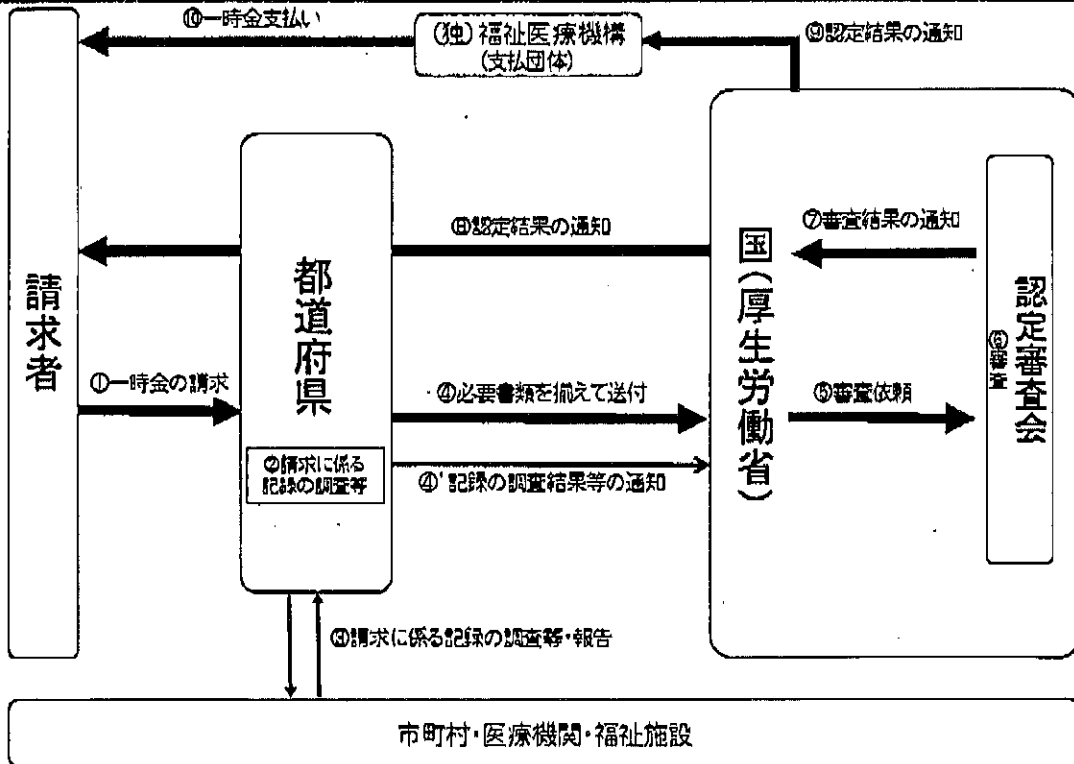 ⑩一時金支払い
(独)福祉医療機構
(支払団体)
⑨認定結果の通知
⑧認定結果の通知
⑦審査結果の通知
請求者
都道府県
国(厚生労働省)
認定審査会
⑥審査
①一時金の請求
④必要書類を揃えて送付
⑤審査依頼
②請求に係る
記録の調査等
④'記録の調査結果等の通知
③請求に係る記録の調査等・報告
市町村・医療機関・福祉施設